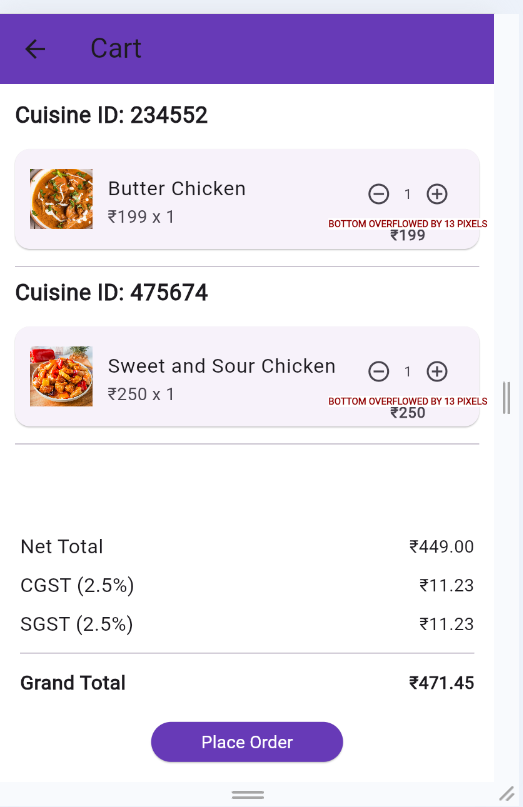 Cart
Cuisine ID: 234552
Butter Chicken
1
₹199 x 1
BOTTOM OVERFLOWED BY 13 PIXELS
₹199
Cuisine ID: 475674
Sweet and Sour Chicken
1
₹250 x 1
BOTTOM OVERFLOWED BY 13 PIXELS
₹250
Net Total ₹449.00
CGST (2.5%) ₹11.23
SGST (2.5%) ₹11.23
Grand Total ₹471.45
Place Order